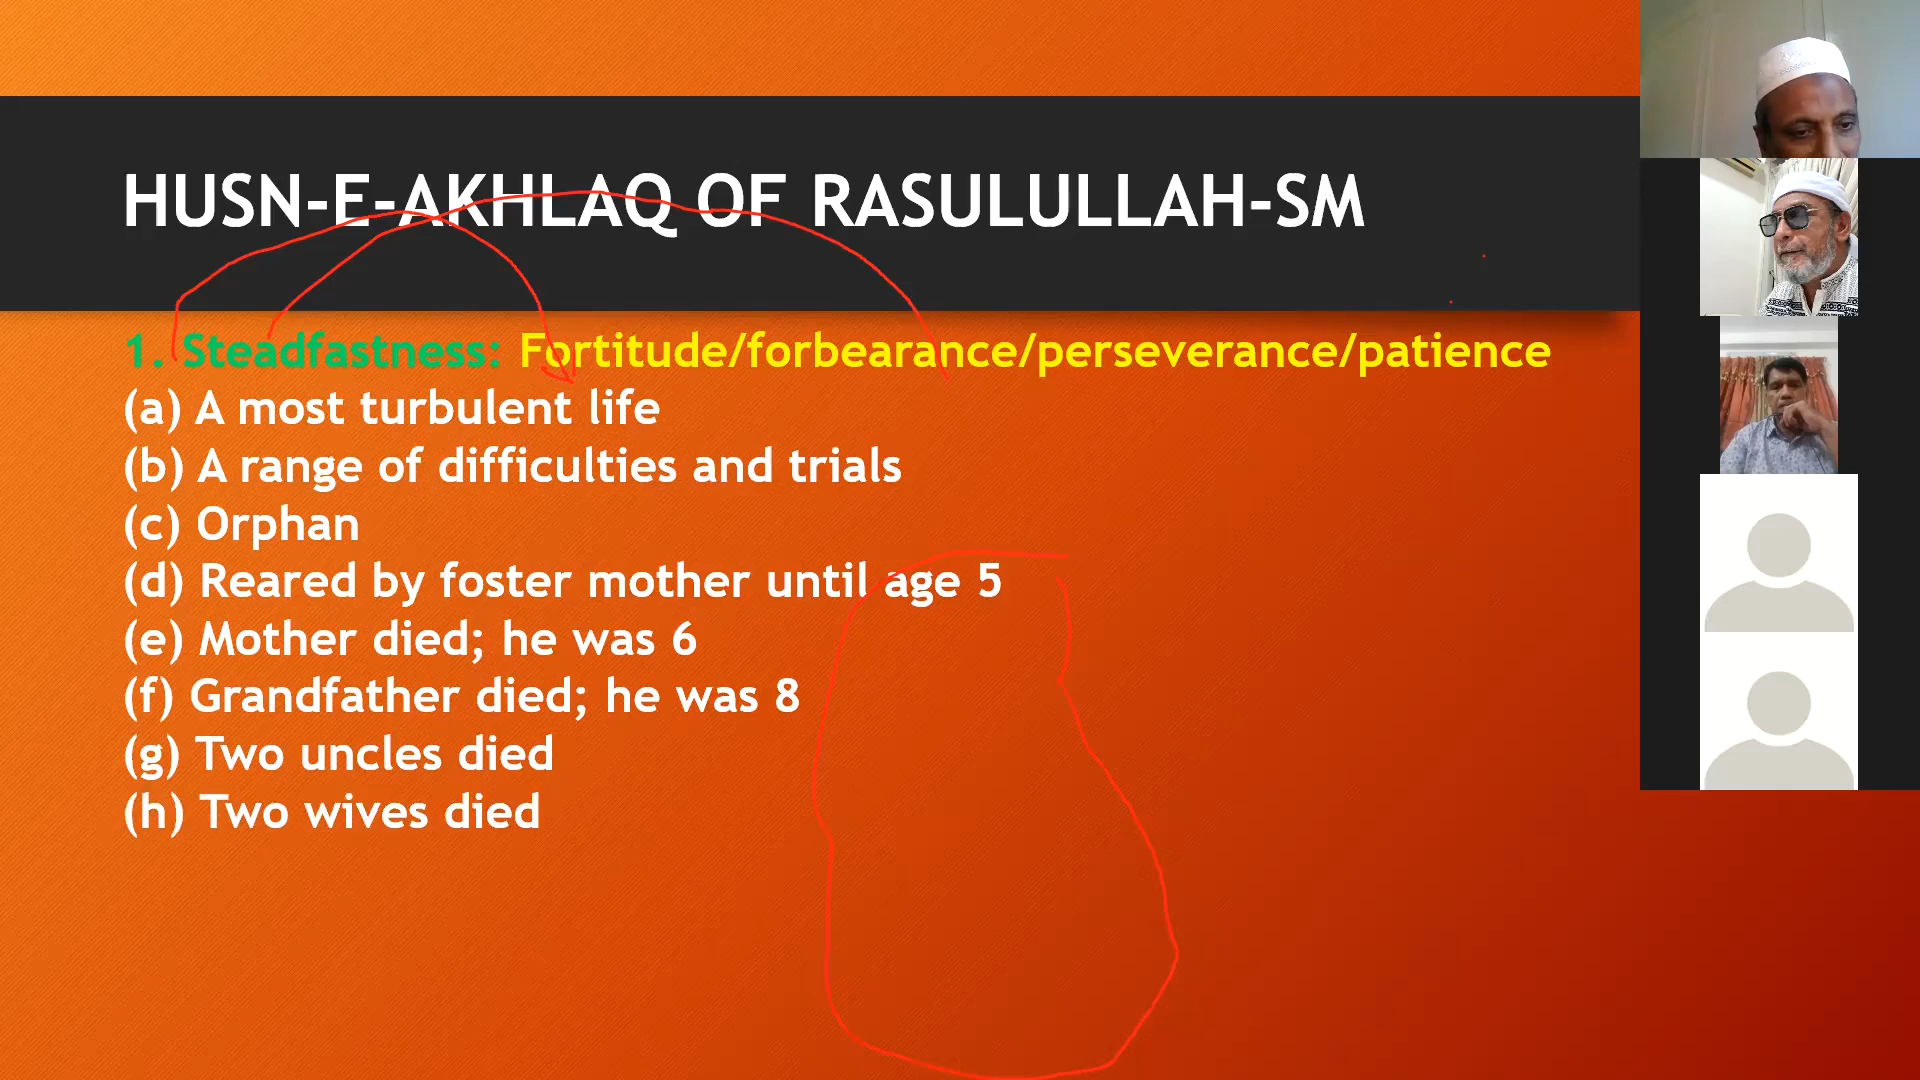 HUSN-E-AKHLAQ OF RASULULLAH-SM
1. Steadfastness: Fortitude/forbearance/perseverance/patience
(a) A most turbulent life
(b) A range of difficulties and trials
(c) Orphan
(d) Reared by foster mother until age 5
(e) Mother died; he was 6
(f) Grandfather died; he was 8
(g) Two uncles died
(h) Two wives died